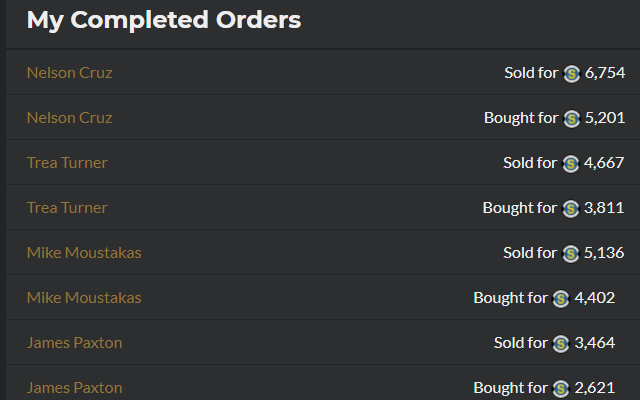 My Completed Orders
Nelson Cruz Sold for S 6,754
Nelson Cruz Bought for S 5,201
Trea Turner Sold for S 4,667
Trea Turner Bought for S 3,811
Mike Moustakas Sold for S 5,136
Mike Moustakas Bought for S 4,402
James Paxton Sold for S 3,464
James Paxton Bought for S 2,621